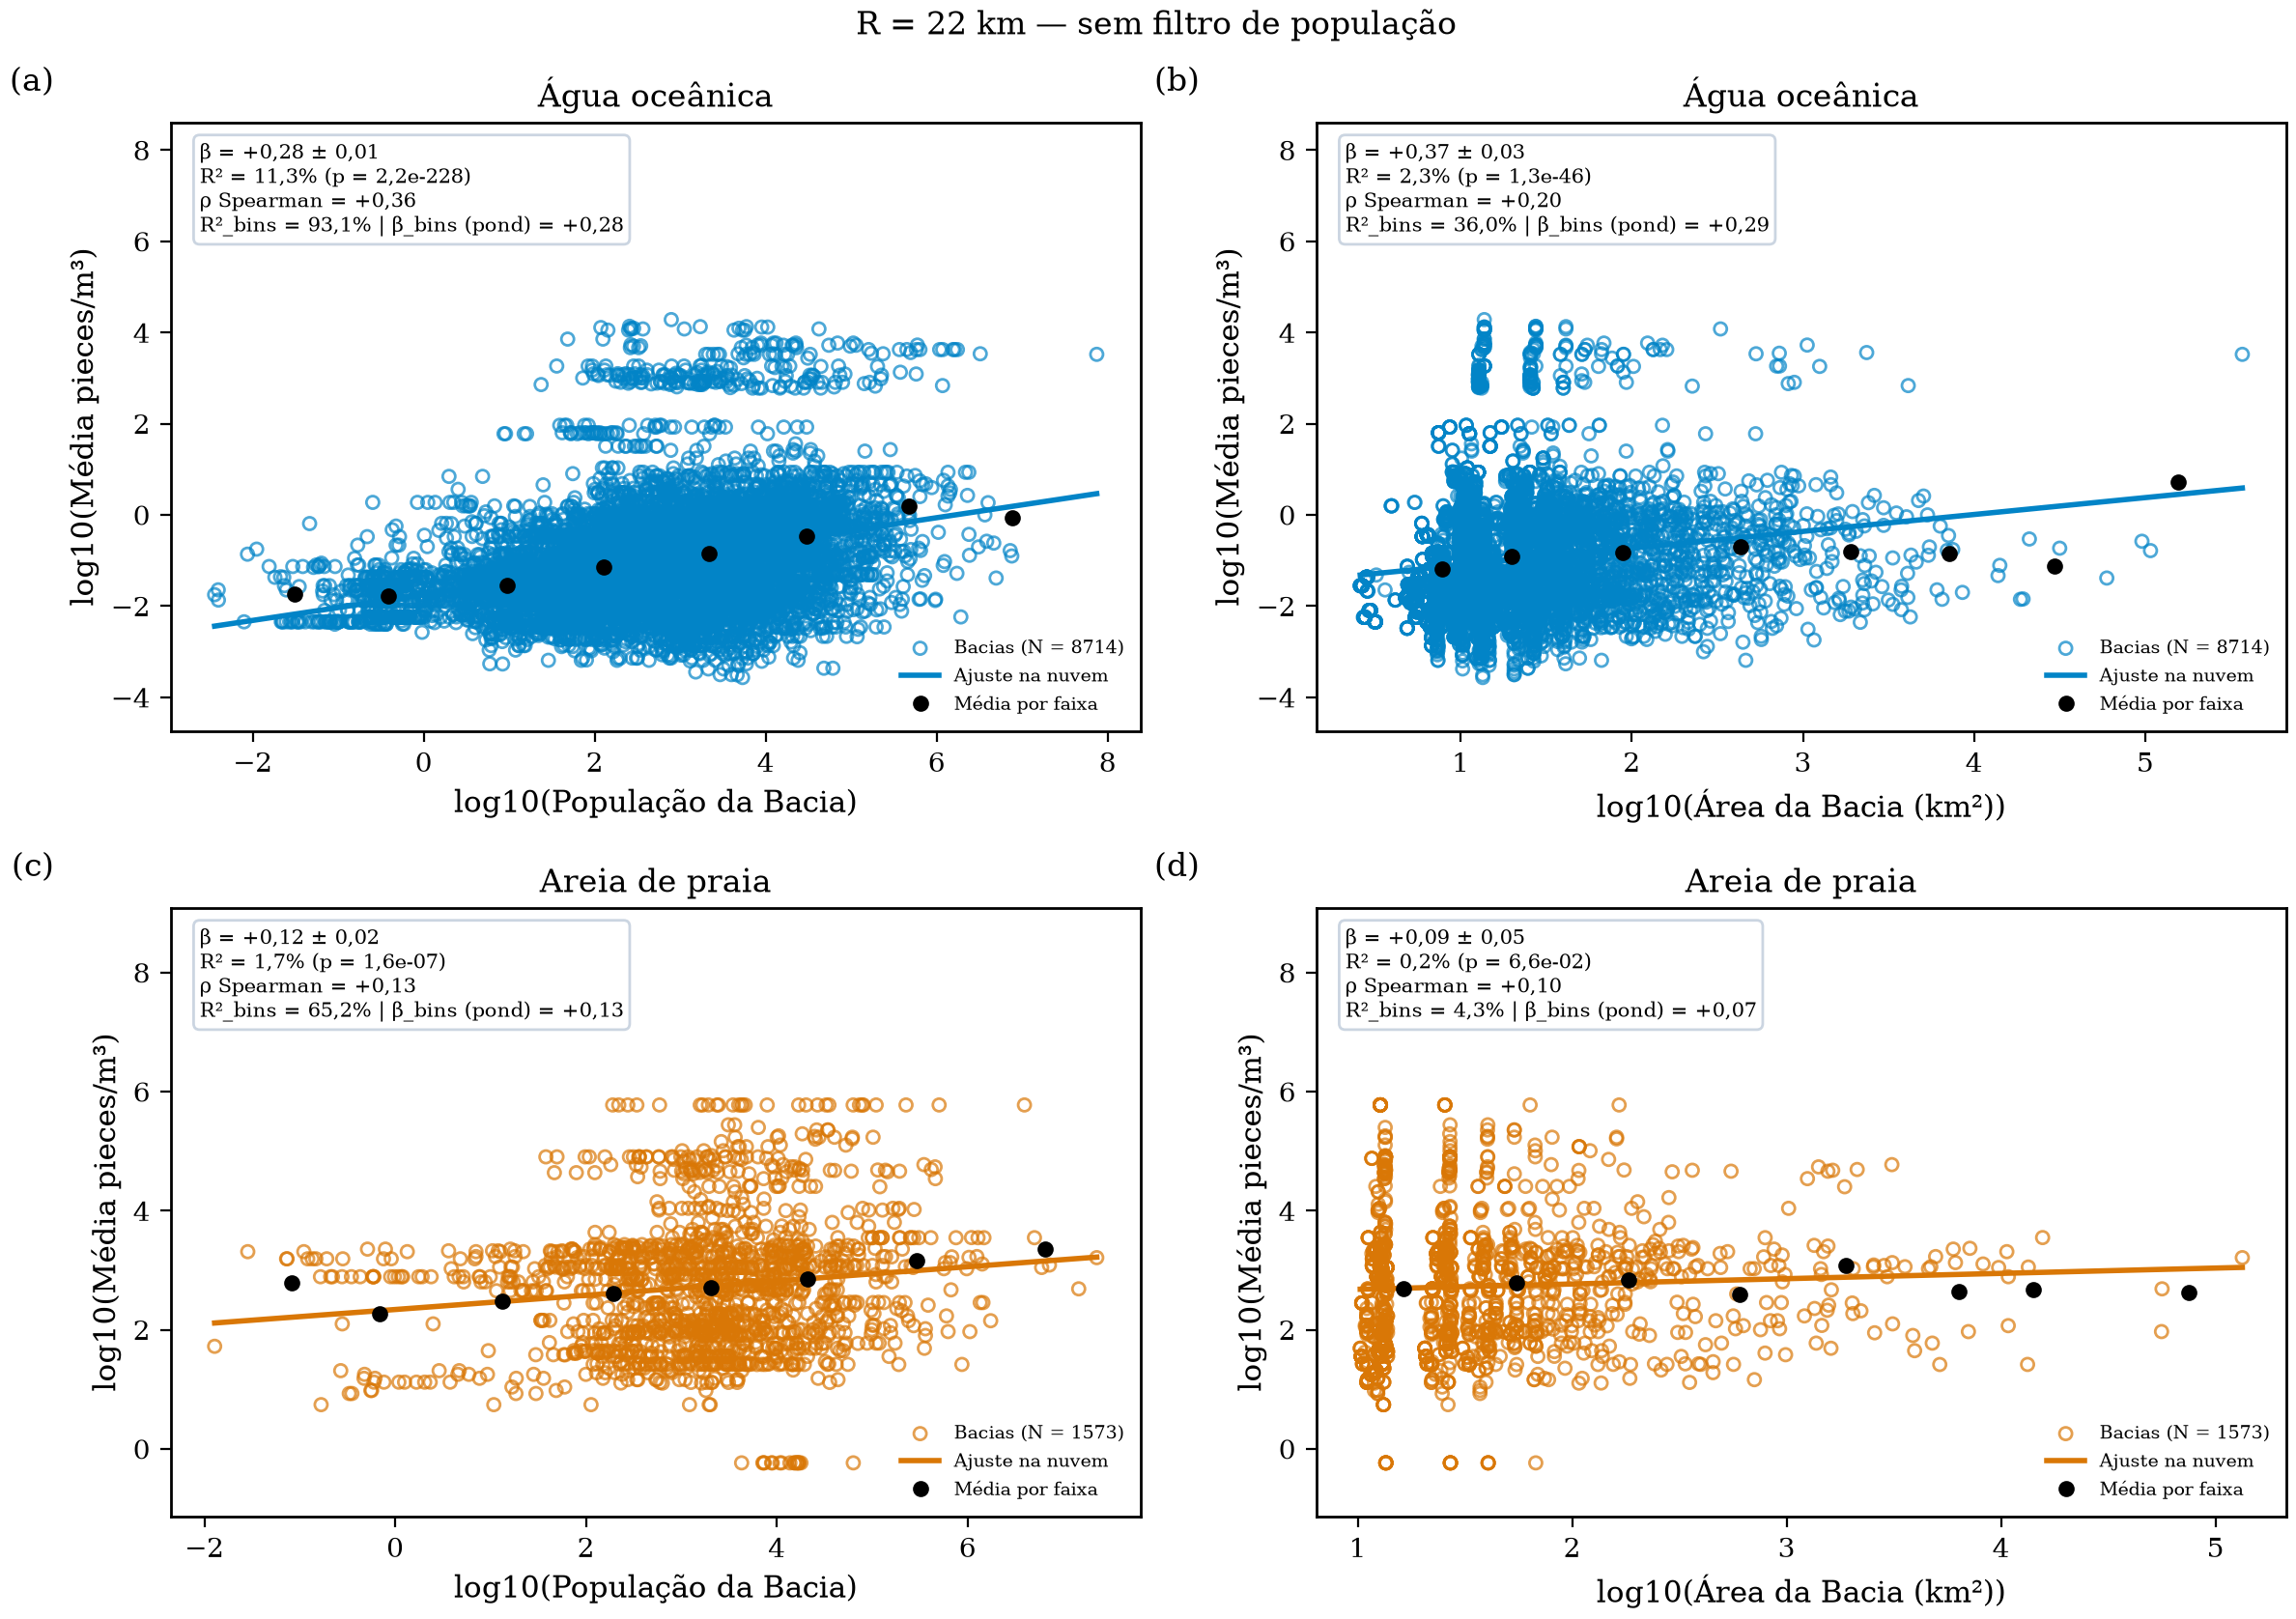 R = 22 km — sem filtro de população
(a)
Água oceânica
β = +0,28 ± 0,01
R² = 11,3% (p = 2,2e-228)
ρ Spearman = +0,36
R²_bins = 93,1% | β_bins (pond) = +0,28
8
6
4
2
0
−2
−4
log10(Média pieces/m³)
Bacias (N = 8714)
Ajuste na nuvem
Média por faixa
−2
0
2
4
6
8
log10(População da Bacia)
(b)
Água oceânica
β = +0,37 ± 0,03
R² = 2,3% (p = 1,3e-46)
ρ Spearman = +0,20
R²_bins = 36,0% | β_bins (pond) = +0,29
8
6
4
2
0
−2
−4
log10(Média pieces/m³)
Bacias (N = 8714)
Ajuste na nuvem
Média por faixa
1
2
3
4
5
log10(Área da Bacia (km²))
(c)
Areia de praia
β = +0,12 ± 0,02
R² = 1,7% (p = 1,6e-07)
ρ Spearman = +0,13
R²_bins = 65,2% | β_bins (pond) = +0,13
8
6
4
2
0
log10(Média pieces/m³)
Bacias (N = 1573)
Ajuste na nuvem
Média por faixa
−2
0
2
4
6
log10(População da Bacia)
(d)
Areia de praia
β = +0,09 ± 0,05
R² = 0,2% (p = 6,6e-02)
ρ Spearman = +0,10
R²_bins = 4,3% | β_bins (pond) = +0,07
8
6
4
2
0
log10(Média pieces/m³)
Bacias (N = 1573)
Ajuste na nuvem
Média por faixa
1
2
3
4
5
log10(Área da Bacia (km²))